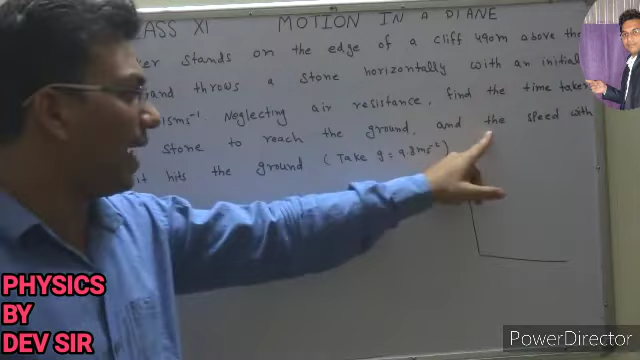 CLASS XI MOTION IN A PLANE
er stands on the edge of a cliff 490m above the
and throws a stone horizontally with an initial
15ms⁻¹. Neglecting air resistance, find the time taken
stone to reach the ground, and the speed with
it hits the ground (Take g = 9.8ms⁻²)
PHYSICS
BY
DEV SIR
PowerDirector